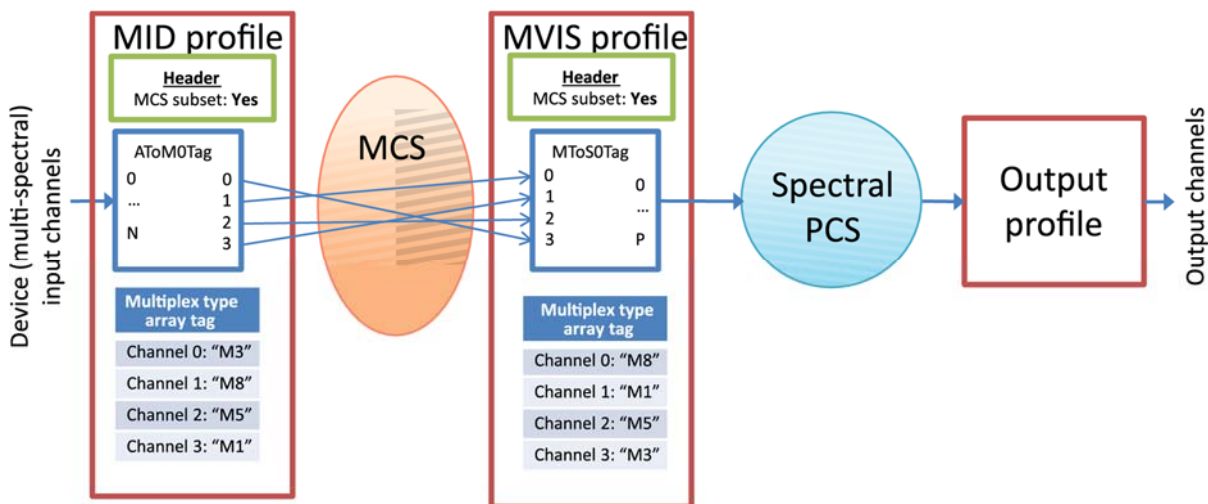 Device (multi-spectral)
input channels
MID profile
Header
MCS subset: Yes
AToM0Tag
0
...
N
0
1
2
3
Multiplex type
array tag
Channel 0: “M3”
Channel 1: “M8”
Channel 2: “M5”
Channel 3: “M1”
MCS
MVIS profile
Header
MCS subset: Yes
MToS0Tag
0
1
2
3
0
...
P
Multiplex type
array tag
Channel 0: “M8”
Channel 1: “M1”
Channel 2: “M5”
Channel 3: “M3”
Spectral
PCS
Output
profile
Output channels